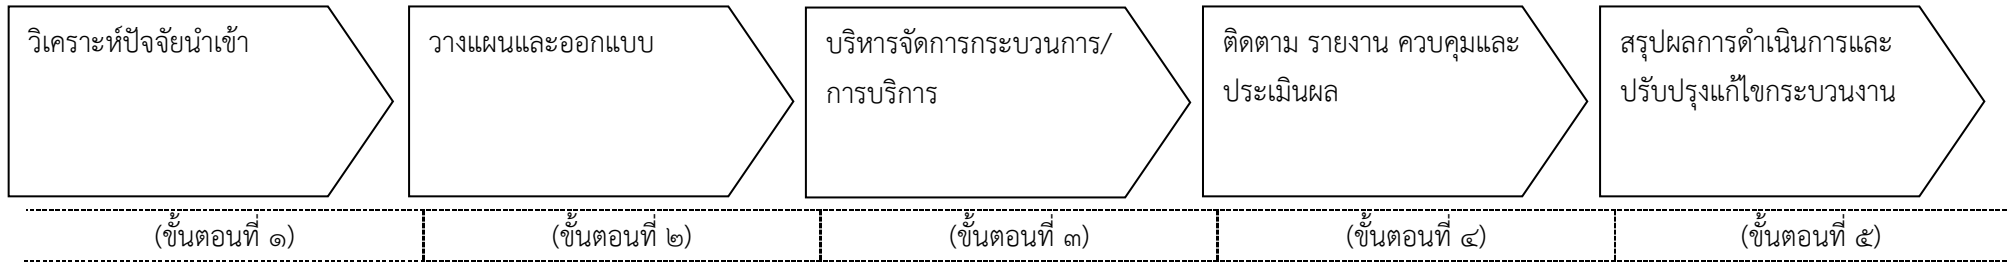 วิเคราะห์ปัจจัยนำเข้า
วางแผนและออกแบบ
บริหารจัดการกระบวนการ/
การบริการ
ติดตาม รายงาน ควบคุมและ
ประเมินผล
สรุปผลการดำเนินการและ
ปรับปรุงแก้ไขกระบวนงาน
(ขั้นตอนที่ ๑)
(ขั้นตอนที่ ๒)
(ขั้นตอนที่ ๓)
(ขั้นตอนที่ ๔)
(ขั้นตอนที่ ๕)